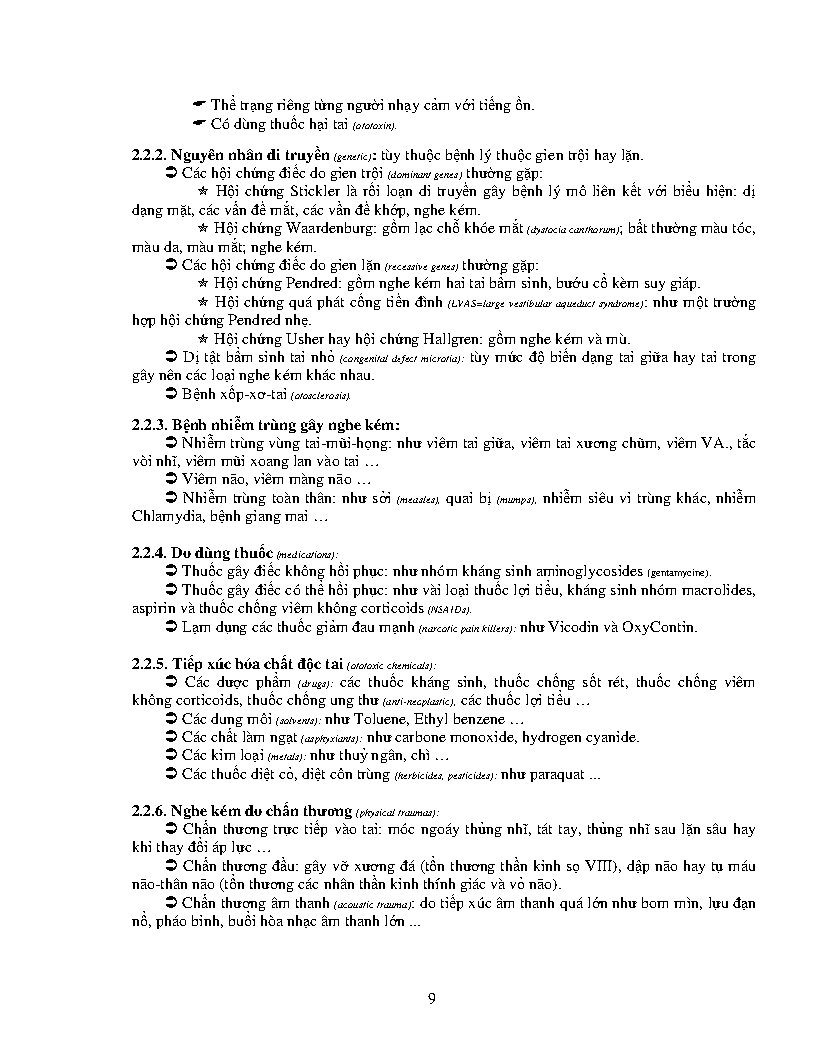 ☛ Thể trạng riêng từng người nhạy cảm với tiếng ồn.
☛ Có dùng thuốc hại tai (ototoxin).
2.2.2. Nguyên nhân di truyền (genetic): tùy thuộc bệnh lý thuộc gien trội hay lặn.
➲ Các hội chứng điếc do gien trội (dominant genes) thường gặp:
✯ Hội chứng Stickler là rối loạn di truyền gây bệnh lý mô liên kết với biểu hiện: dị
dạng mặt, các vấn đề mắt, các vần đề khớp, nghe kém.
✯ Hội chứng Waardenburg: gồm lạc chỗ khóe mắt (dystocia canthorum); bất thường màu tóc,
màu da, màu mắt; nghe kém.
➲ Các hội chứng điếc do gien lặn (recessive genes) thường gặp:
✯ Hội chứng Pendred: gồm nghe kém hai tai bẩm sinh, bướu cổ kèm suy giáp.
✯ Hội chứng quá phát cống tiền đình (LVAS=large vestibular aqueduct syndrome): như một trường
hợp hội chứng Pendred nhẹ.
✯ Hội chứng Usher hay hội chứng Hallgren: gồm nghe kém và mù.
➲ Dị tật bẩm sinh tai nhỏ (congenital defect microtia): tùy mức độ biến dạng tai giữa hay tai trong
gây nên các loại nghe kém khác nhau.
➲ Bệnh xốp-xơ-tai (otosclerosis).
2.2.3. Bệnh nhiễm trùng gây nghe kém:
➲ Nhiễm trùng vùng tai-mũi-họng: như viêm tai giữa, viêm tai xương chũm, viêm VA., tắc
vòi nhĩ, viêm mũi xoang lan vào tai …
➲ Viêm não, viêm màng não …
➲ Nhiễm trùng toàn thân: như sởi (measles), quai bị (mumps), nhiễm siêu vi trùng khác, nhiễm
Chlamydia, bệnh giang mai …
2.2.4. Do dùng thuốc (medications):
➲ Thuốc gây điếc không hồi phục: như nhóm kháng sinh aminoglycosides (gentamycine).
➲ Thuốc gây điếc có thể hồi phục: như vài loại thuốc lợi tiểu, kháng sinh nhóm macrolides,
aspirin và thuốc chống viêm không corticoids (NSAIDs).
➲ Lạm dụng các thuốc giảm đau mạnh (narcotic pain killers): như Vicodin và OxyContin.
2.2.5. Tiếp xúc hóa chất độc tai (ototoxic chemicals):
➲ Các dược phẩm (drugs): các thuốc kháng sinh, thuốc chống sốt rét, thuốc chống viêm
không corticoids, thuốc chống ung thư (anti-neoplastic), các thuốc lợi tiểu …
➲ Các dung môi (solvents): như Toluene, Ethyl benzene …
➲ Các chất làm ngạt (asphyxiants): như carbone monoxide, hydrogen cyanide.
➲ Các kim loại (metals): như thuỷ ngân, chì …
➲ Các thuốc diệt cỏ, diệt côn trùng (herbicides, pesticides): như paraquat ...
2.2.6. Nghe kém do chấn thương (physical traumas):
➲ Chấn thương trực tiếp vào tai: móc ngoáy thủng nhĩ, tát tay, thủng nhĩ sau lặn sâu hay
khi thay đổi áp lực …
➲ Chấn thương đầu: gây vỡ xương đá (tổn thương thần kinh sọ VIII), dập não hay tụ máu
não-thân não (tổn thương các nhân thần kinh thính giác và vỏ não).
➲ Chấn thương âm thanh (acoustic trauma): do tiếp xúc âm thanh quá lớn như bom mìn, lựu đạn
nổ, pháo binh, buổi hòa nhạc âm thanh lớn ...
9